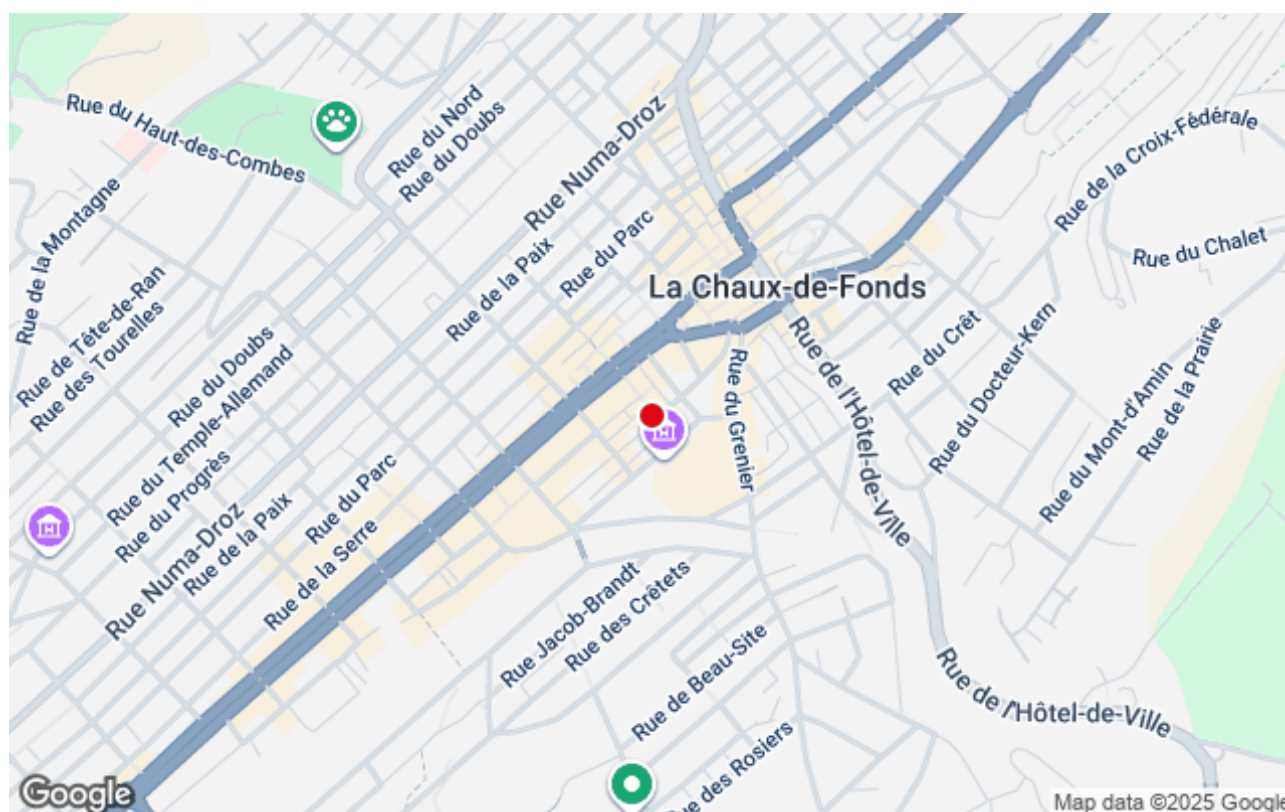 Rue du Haut-des-Combes
Rue du Nord
Rue du Doubs
Rue Numa-Droz
Rue de la Croix-Fédérale
Rue du Chalet
Rue de la Montagne
Rue du Parc
Rue de la Paix
La Chaux-de-Fonds
Rue de Tête-de-Ran
Rue des Tourelles
Rue du Doubs
Rue du Temple-Allemand
Rue du Progrès
Rue du Crêt
Rue du Docteur-Kern
Rue de l'Hôtel-de-Ville
Rue du Grenier
Rue du Mont-d'Amin
Rue de la Prairie
Rue du Parc
Rue de la Paix
Rue Numa-Droz
Rue de la Serre
Rue Jacob-Brandt
Rue des Crêtets
Rue de Beau-Site
Rue de l'Hôtel-de-Ville
Rue des Rosiers
Google
Map data ©2025 Google